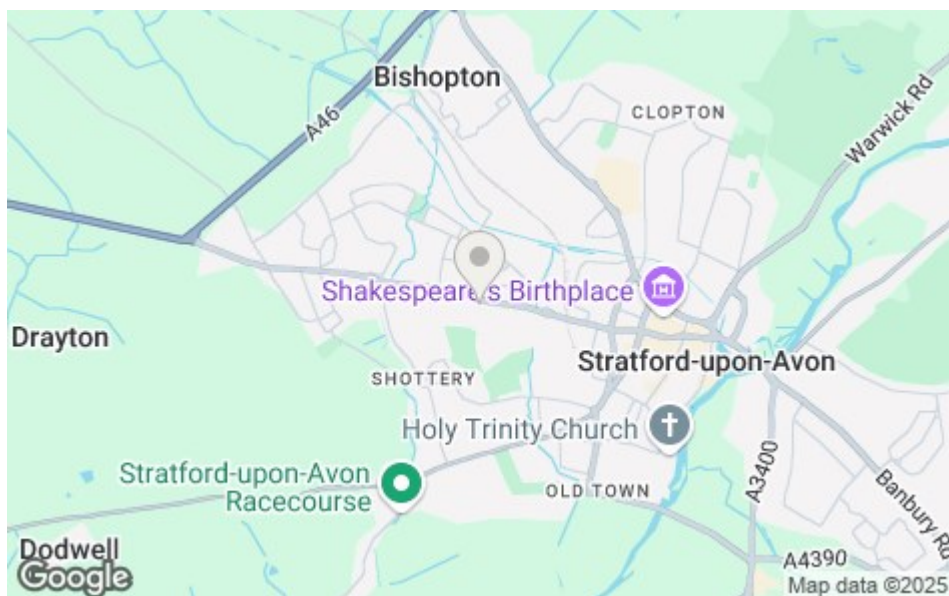 Bishopton
CLOPTON
A46
Warwick Rd
Shakespeare's Birthplace
Drayton
Stratford-upon-Avon
SHOTTERY
Holy Trinity Church
Stratford-upon-Avon
Racecourse
OLD TOWN
A3400
Banbury Rd
Dodwell
A4390
Google
Map data ©2025